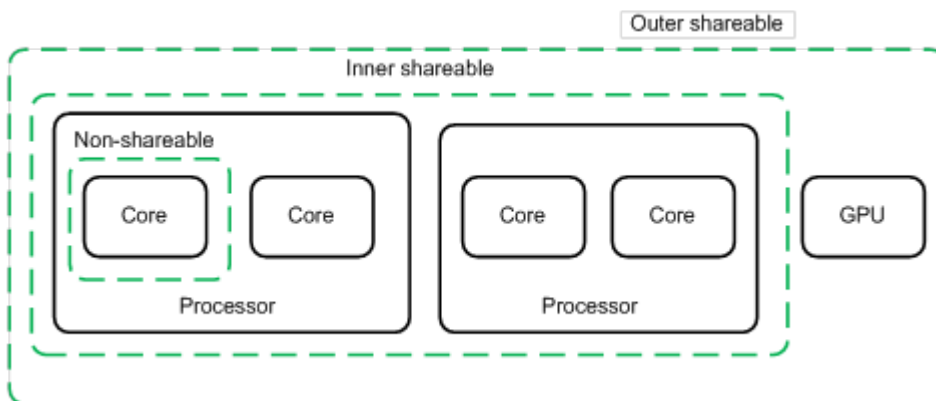 Outer shareable
Inner shareable
Non-shareable
Core
Core
Core
Core
GPU
Processor
Processor